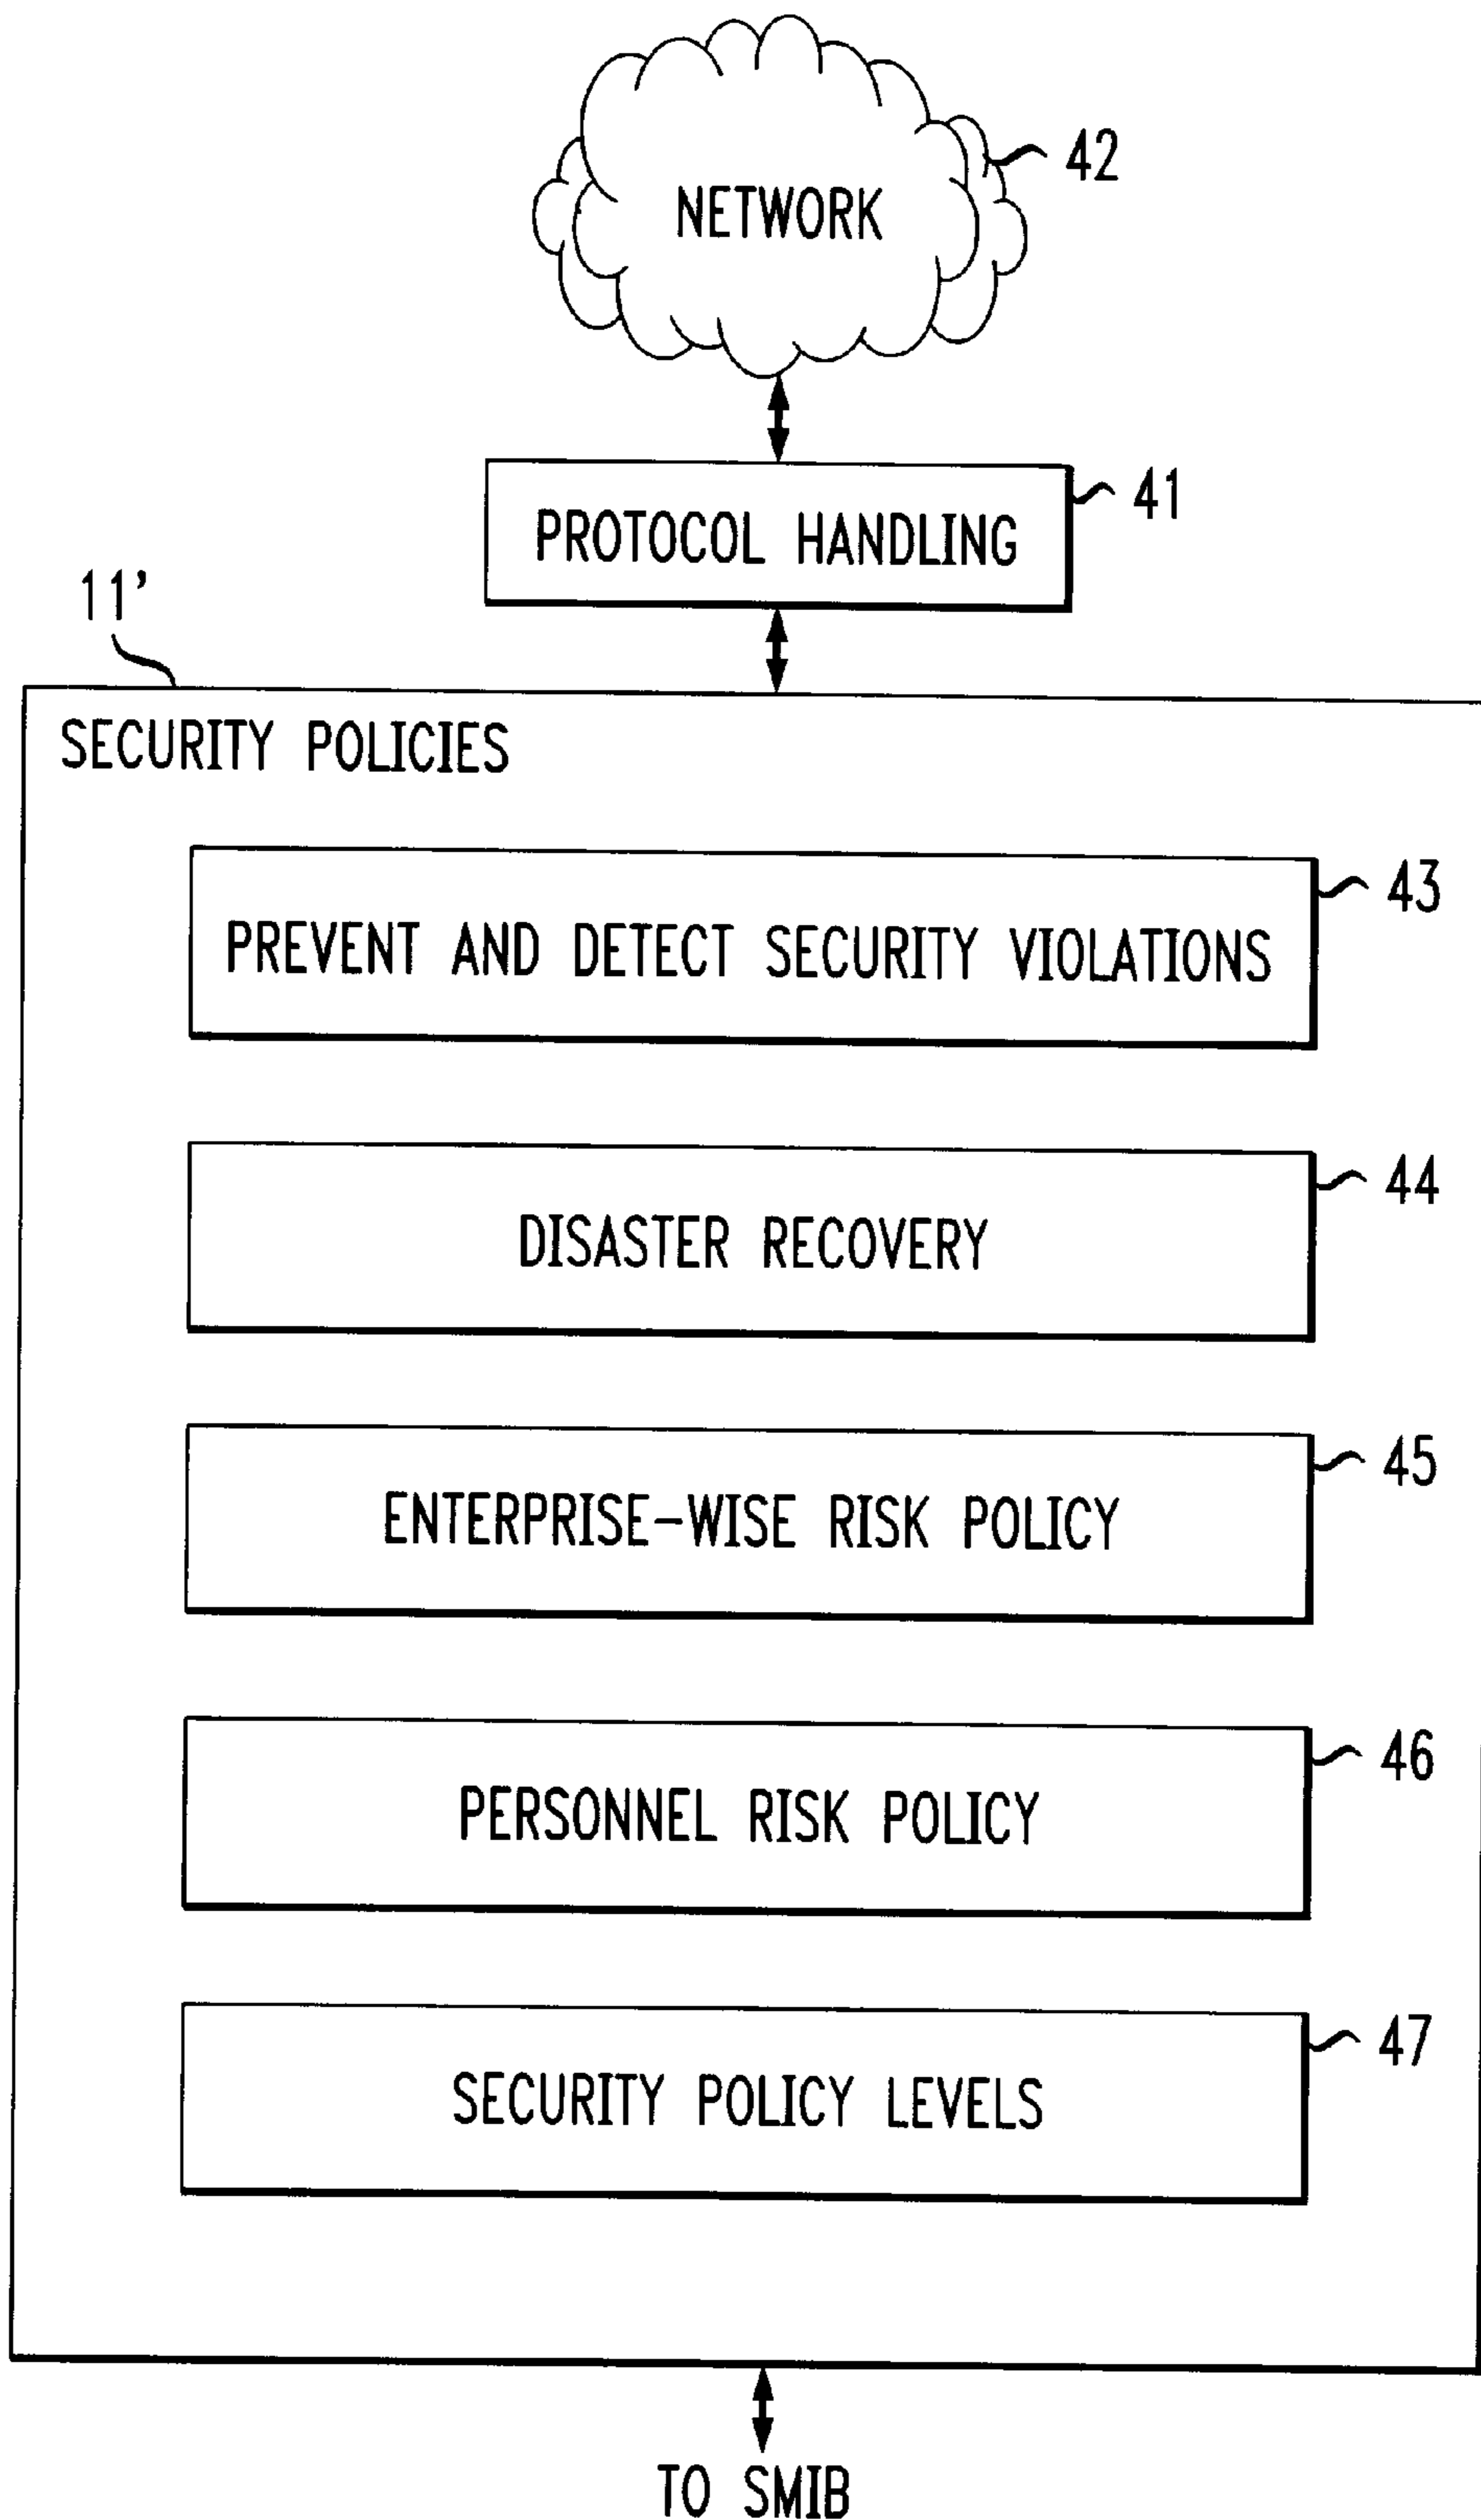 42
NETWORK
41
PROTOCOL HANDLING
11'
SECURITY POLICIES
43
PREVENT AND DETECT SECURITY VIOLATIONS
44
DISASTER RECOVERY
45
ENTERPRISE-WISE RISK POLICY
46
PERSONNEL RISK POLICY
47
SECURITY POLICY LEVELS
TO SMIB